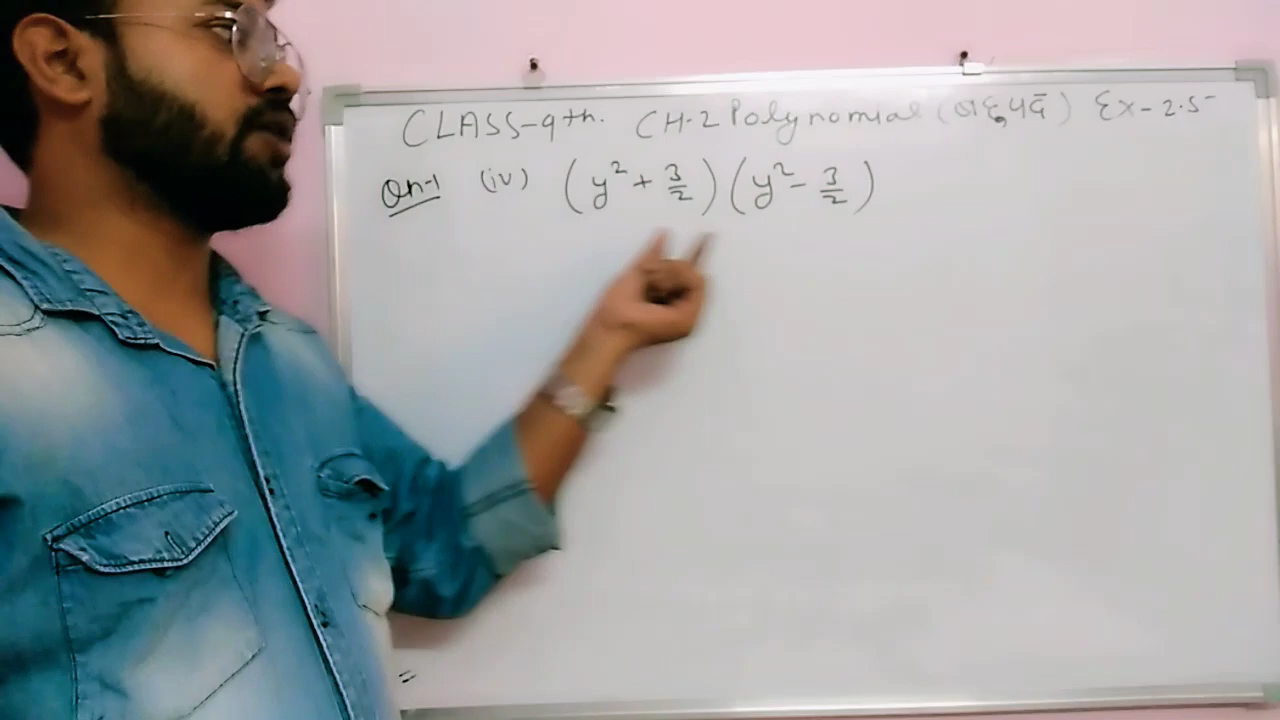 CLASS-9th. CH-2 Polynomial (बहुपद) Ex-2.5
Qn-1 (iv) (y² + 3/2)(y² - 3/2)
=